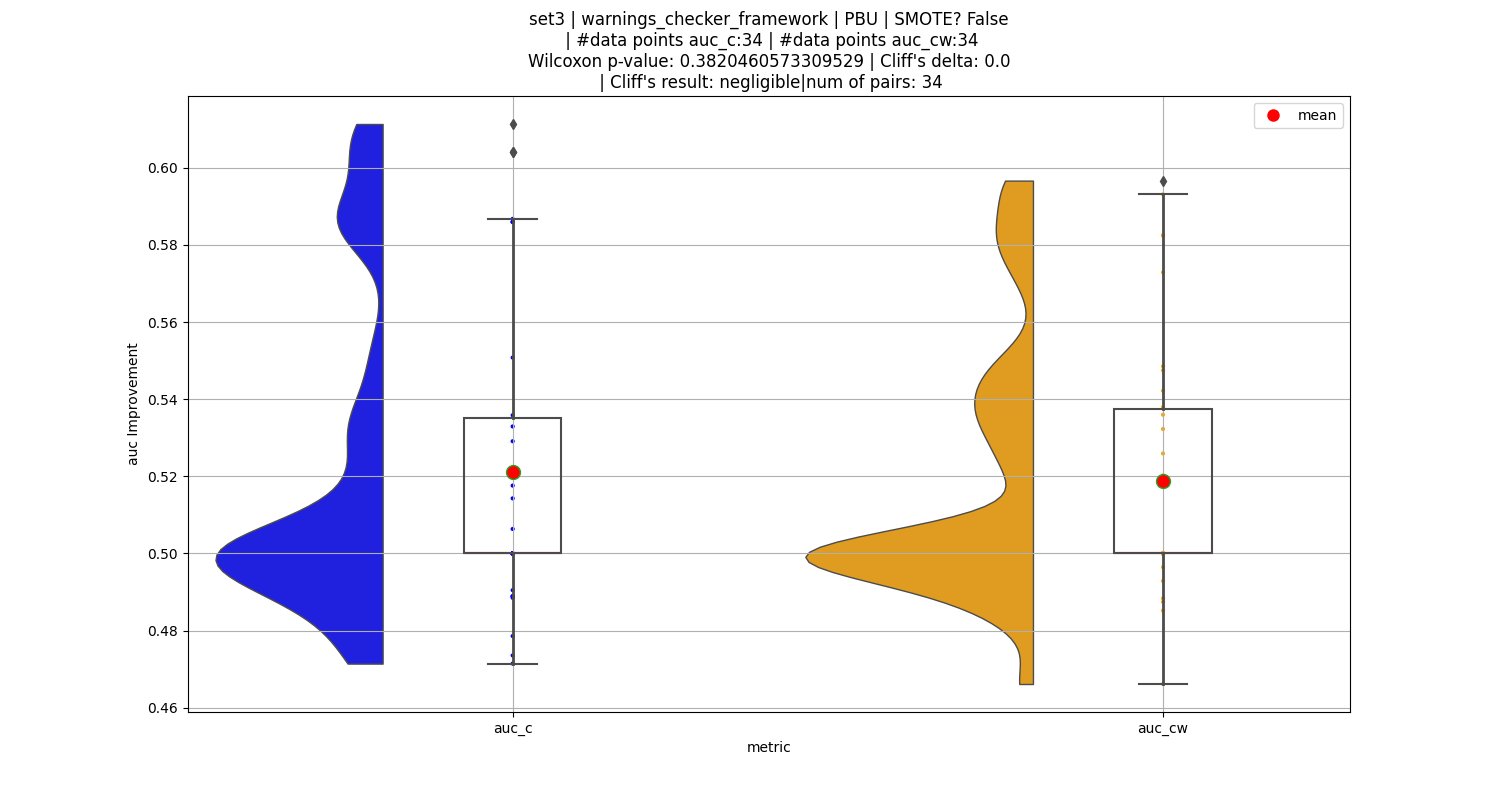 set3 | warnings_checker_framework | PBU | SMOTE? False
| #data points auc_c:34 | #data points auc_cw:34
Wilcoxon p-value: 0.3820460573309529 | Cliff's delta: 0.0
| Cliff's result: negligible|num of pairs: 34
mean
0.60
0.58
0.56
0.54
0.52
0.50
0.48
0.46
auc Improvement
auc_c
auc_cw
metric